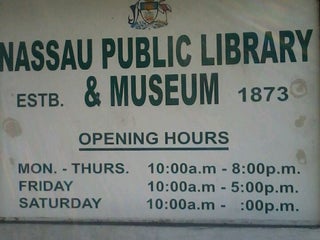 NASSAU PUBLIC LIBRARY
ESTB. & MUSEUM 1873
OPENING HOURS
MON. - THURS. 10:00a.m - 8:00p.m.
FRIDAY 10:00a.m - 5:00p.m.
SATURDAY 10:00a.m - :00p.m.